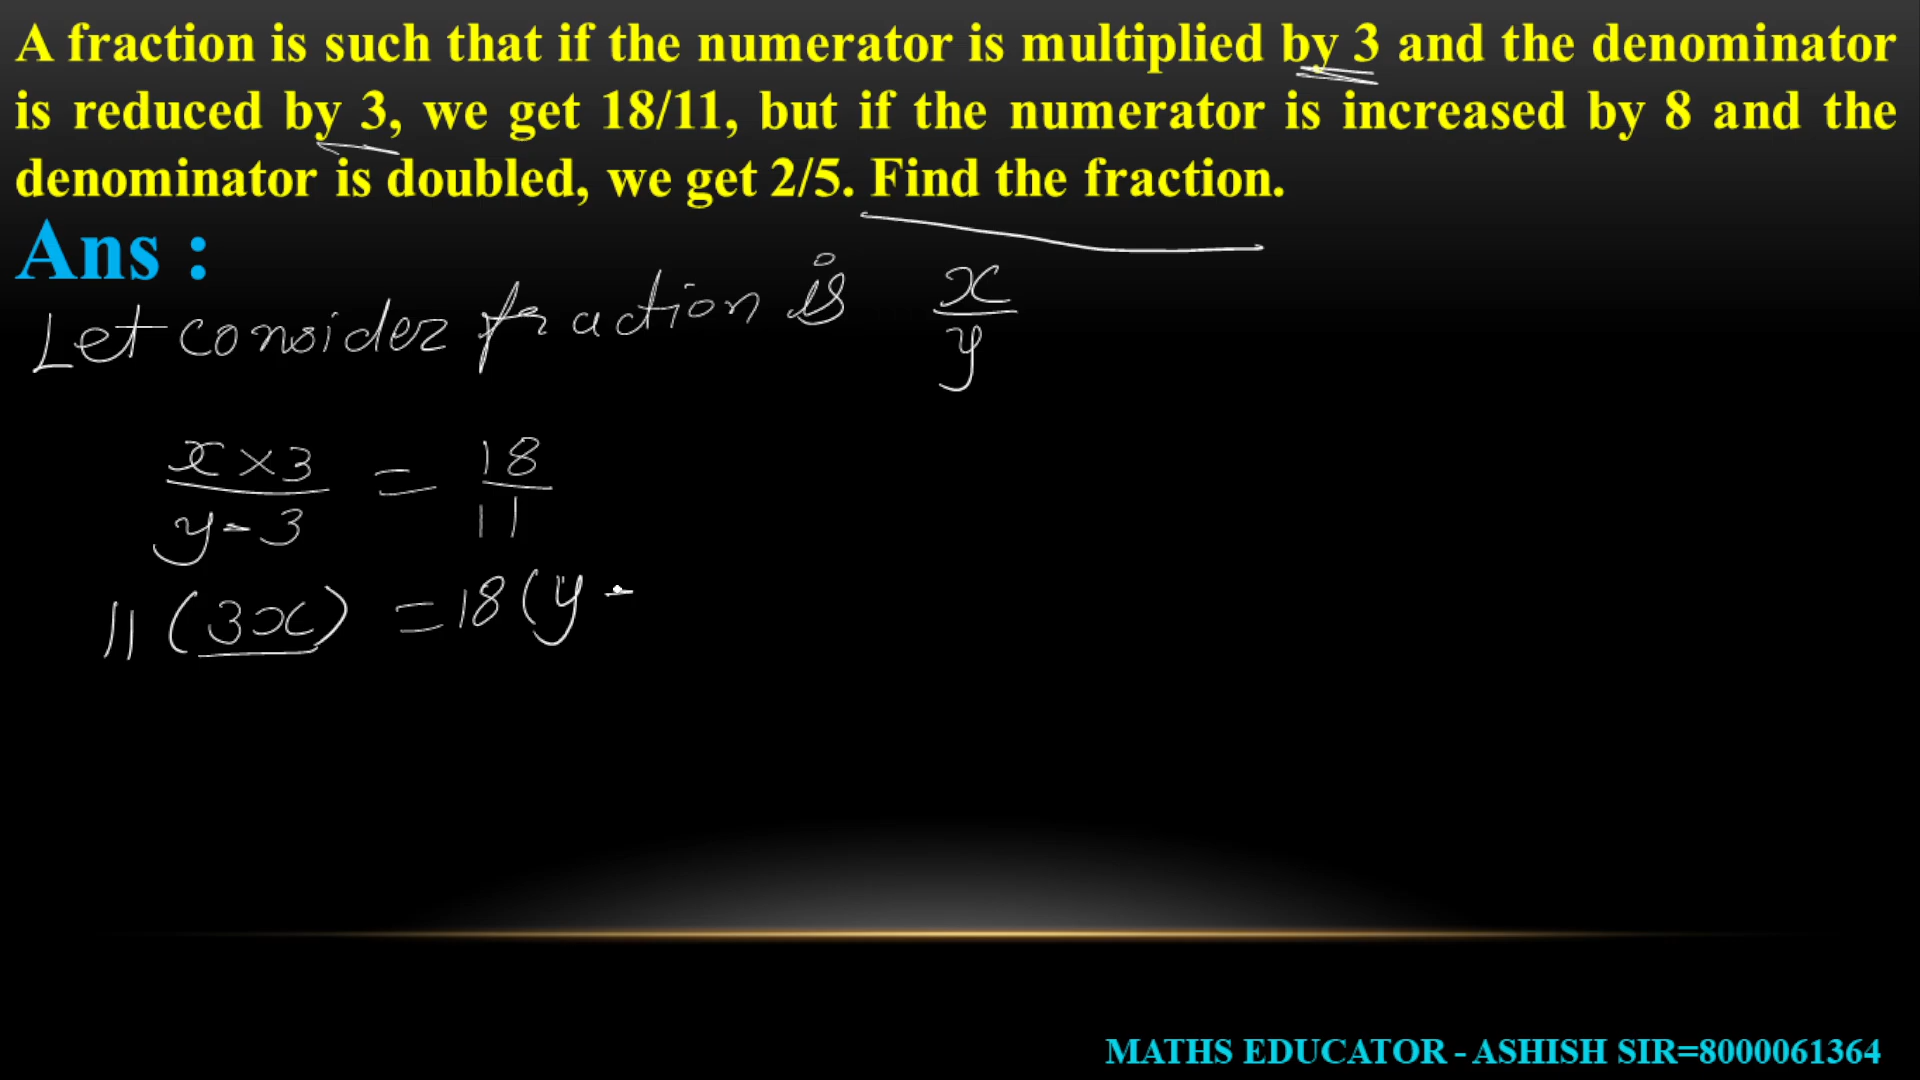 A fraction is such that if the numerator is multiplied by 3 and the denominator
is reduced by 3, we get 18/11, but if the numerator is increased by 8 and the
denominator is doubled, we get 2/5. Find the fraction.
Ans :
Let consider fraction is x/y
x × 3 / y - 3 = 18 / 11
11 (3x) = 18 (y -
MATHS EDUCATOR - ASHISH SIR=8000061364